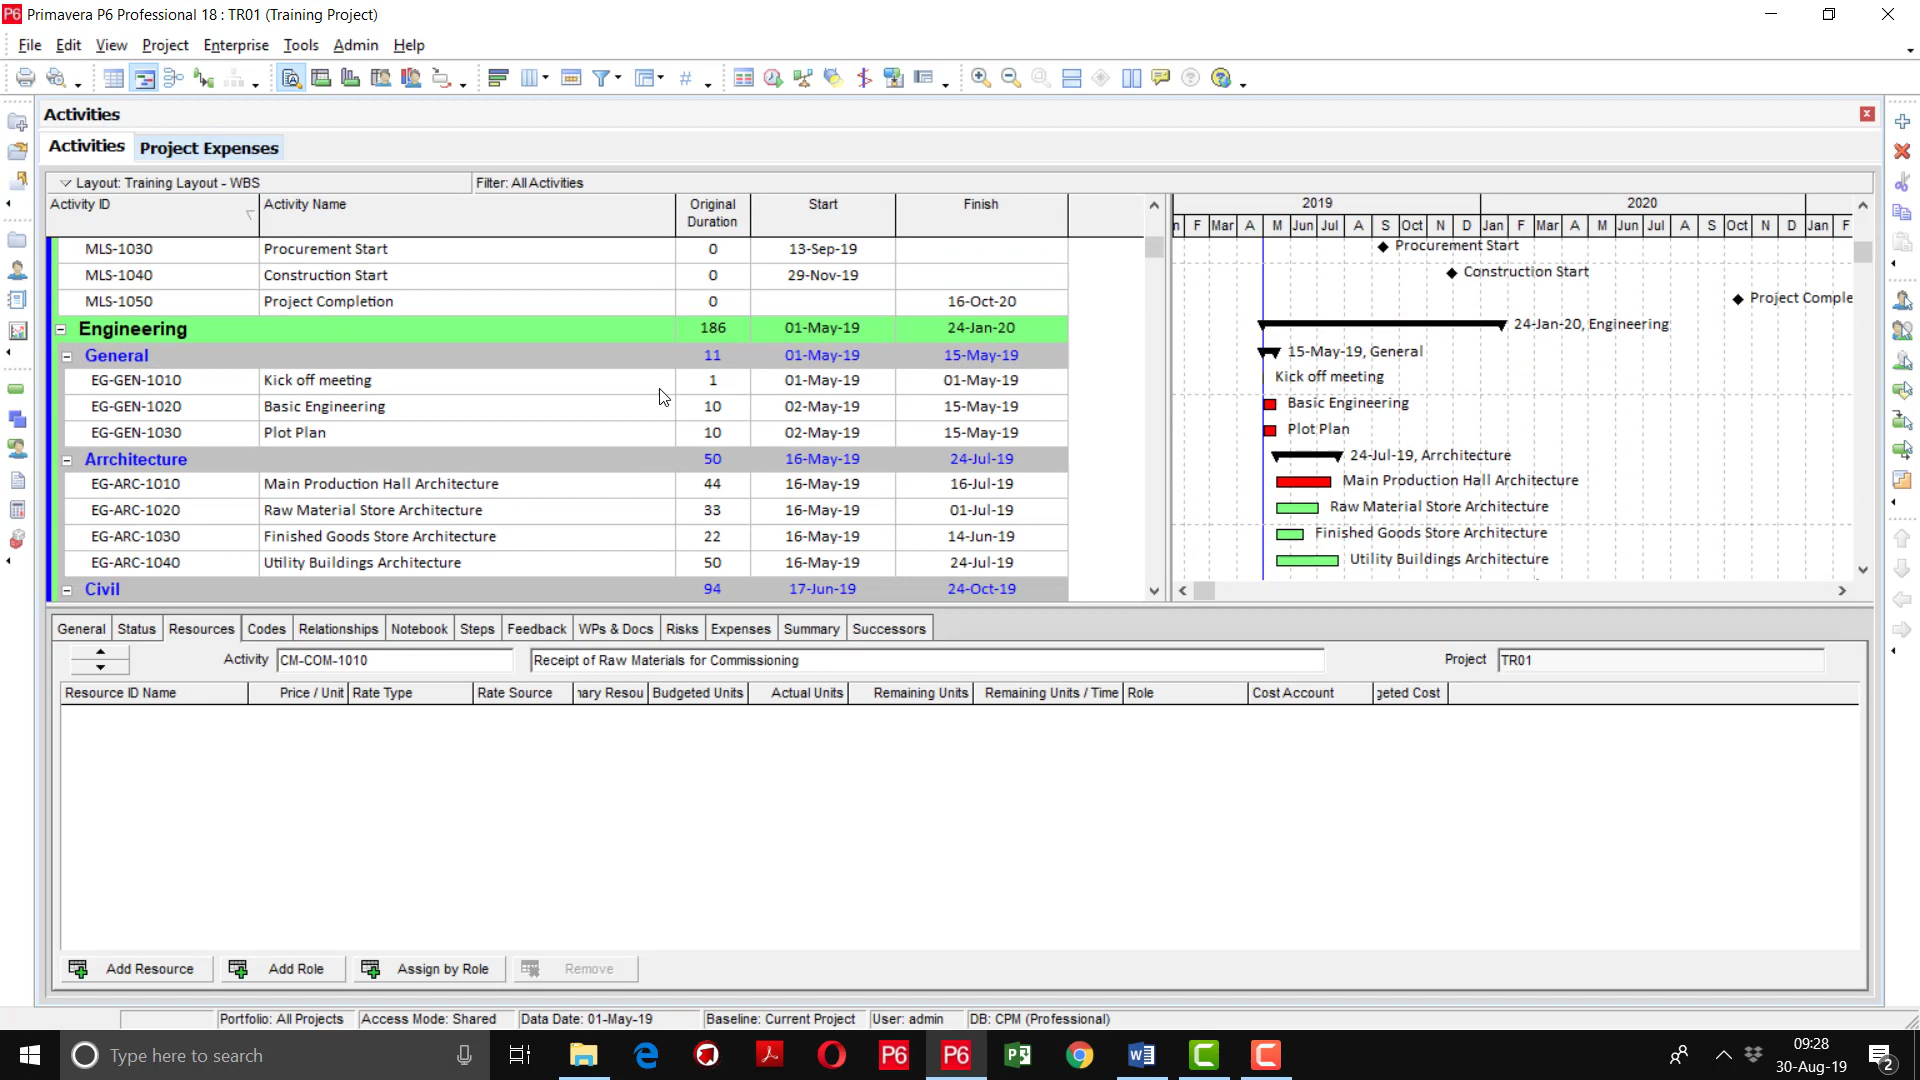 Primavera P6 Professional 18 : TR01 (Training Project)
File Edit View Project Enterprise Tools Admin Help
Activities
Activities Project Expenses
Layout: Training Layout - WBS Filter: All Activities
Activity ID Activity Name Original Duration Start Finish
2019 2020
F Mar A M Jun Jul A S Oct N D Jan F Mar A M Jun Jul A S Oct N D Jan F
MLS-1030 Procurement Start 0 13-Sep-19 Procurement Start
MLS-1040 Construction Start 0 29-Nov-19 Construction Start
MLS-1050 Project Completion 0 16-Oct-20 Project Comple
Engineering 186 01-May-19 24-Jan-20 24-Jan-20, Engineering
General 11 01-May-19 15-May-19 15-May-19, General
EG-GEN-1010 Kick off meeting 1 01-May-19 01-May-19 Kick off meeting
EG-GEN-1020 Basic Engineering 10 02-May-19 15-May-19 Basic Engineering
EG-GEN-1030 Plot Plan 10 02-May-19 15-May-19 Plot Plan
Arrchitecture 50 16-May-19 24-Jul-19 24-Jul-19, Arrchitecture
EG-ARC-1010 Main Production Hall Architecture 44 16-May-19 16-Jul-19 Main Production Hall Architecture
EG-ARC-1020 Raw Material Store Architecture 33 16-May-19 01-Jul-19 Raw Material Store Architecture
EG-ARC-1030 Finished Goods Store Architecture 22 16-May-19 14-Jun-19 Finished Goods Store Architecture
EG-ARC-1040 Utility Buildings Architecture 50 16-May-19 24-Jul-19 Utility Buildings Architecture
Civil 94 17-Jun-19 24-Oct-19
General Status Resources Codes Relationships Notebook Steps Feedback WPs & Docs Risks Expenses Summary Successors
Activity CM-COM-1010 Receipt of Raw Materials for Commissioning Project TR01
Resource ID Name Price / Unit Rate Type Rate Source nary Resou Budgeted Units Actual Units Remaining Units Remaining Units / Time Role Cost Account geted Cost
Add Resource Add Role Assign by Role Remove
Portfolio: All Projects Access Mode: Shared Data Date: 01-May-19 Baseline: Current Project User: admin DB: CPM (Professional)
Type here to search
09:28
30-Aug-19
2